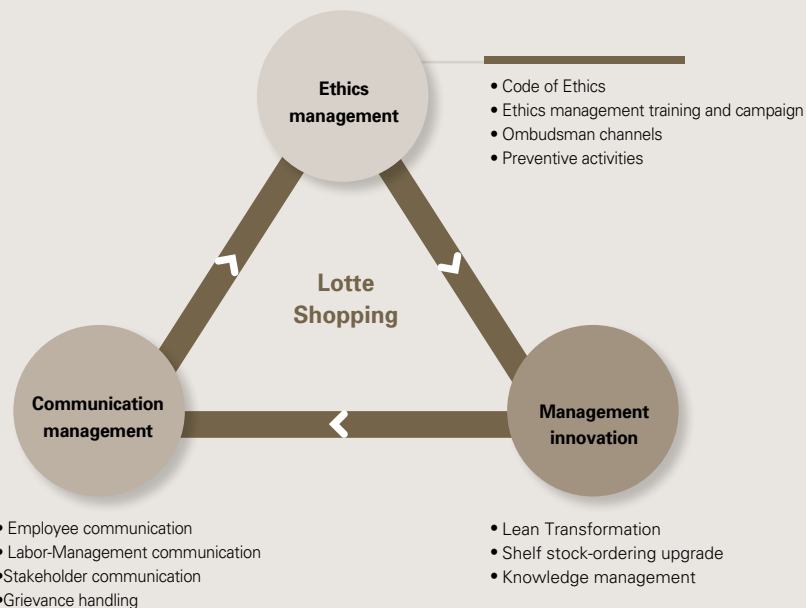 Ethics
management
• Code of Ethics
• Ethics management training and campaign
• Ombudsman channels
• Preventive activities
Lotte
Shopping
Communication
management
Management
innovation
• Employee communication
• Labor-Management communication
•Stakeholder communication
•Grievance handling
• Lean Transformation
• Shelf stock-ordering upgrade
• Knowledge management